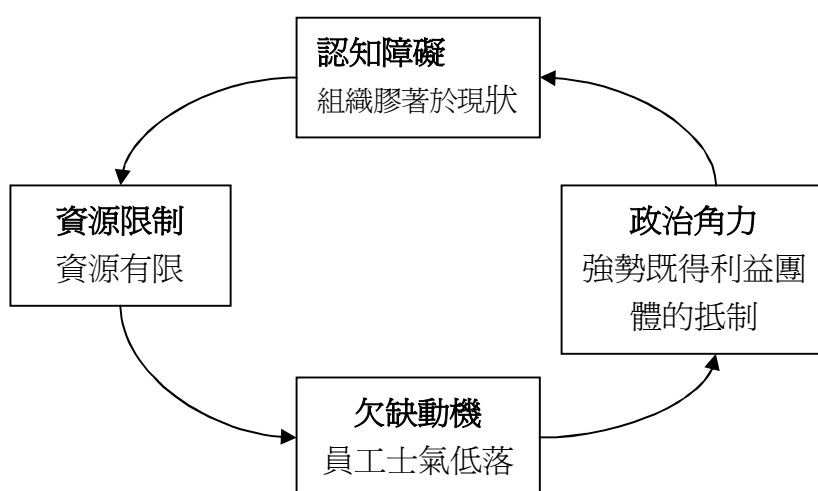 認知障礙
組織膠著於現狀
資源限制
資源有限
政治角力
強勢既得利益團
體的抵制
欠缺動機
員工士氣低落